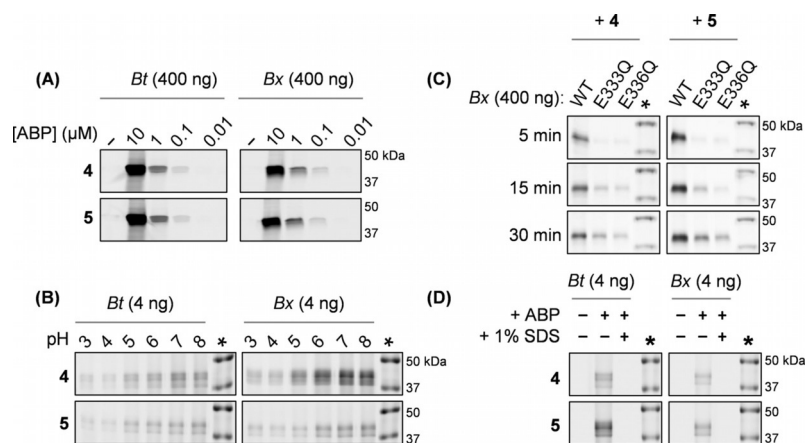 (A)
Bt (400 ng) Bx (400 ng)
[ABP] (µM) – 10 1 0.1 0.01 – 10 1 0.1 0.01
4 50 kDa
37
5 50
37
(B)
Bt (4 ng) Bx (4 ng)
pH 3 4 5 6 7 8 * 3 4 5 6 7 8 *
4 50 kDa
37
5 50
37
(C)
+ 4 + 5
Bx (400 ng): WT E333Q E336Q * WT E333Q E336Q *
5 min 50 kDa
37
15 min 50
37
30 min 50
37
(D)
Bt (4 ng) Bx (4 ng)
+ ABP – + + – + +
+ 1% SDS – – + * – – + *
4 50 kDa
37
5 50
37